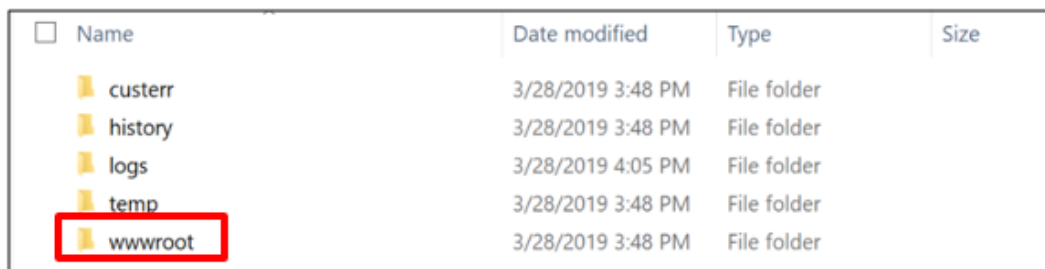 Name Date modified Type Size
custerr 3/28/2019 3:48 PM File folder
history 3/28/2019 3:48 PM File folder
logs 3/28/2019 4:05 PM File folder
temp 3/28/2019 3:48 PM File folder
wwwroot 3/28/2019 3:48 PM File folder